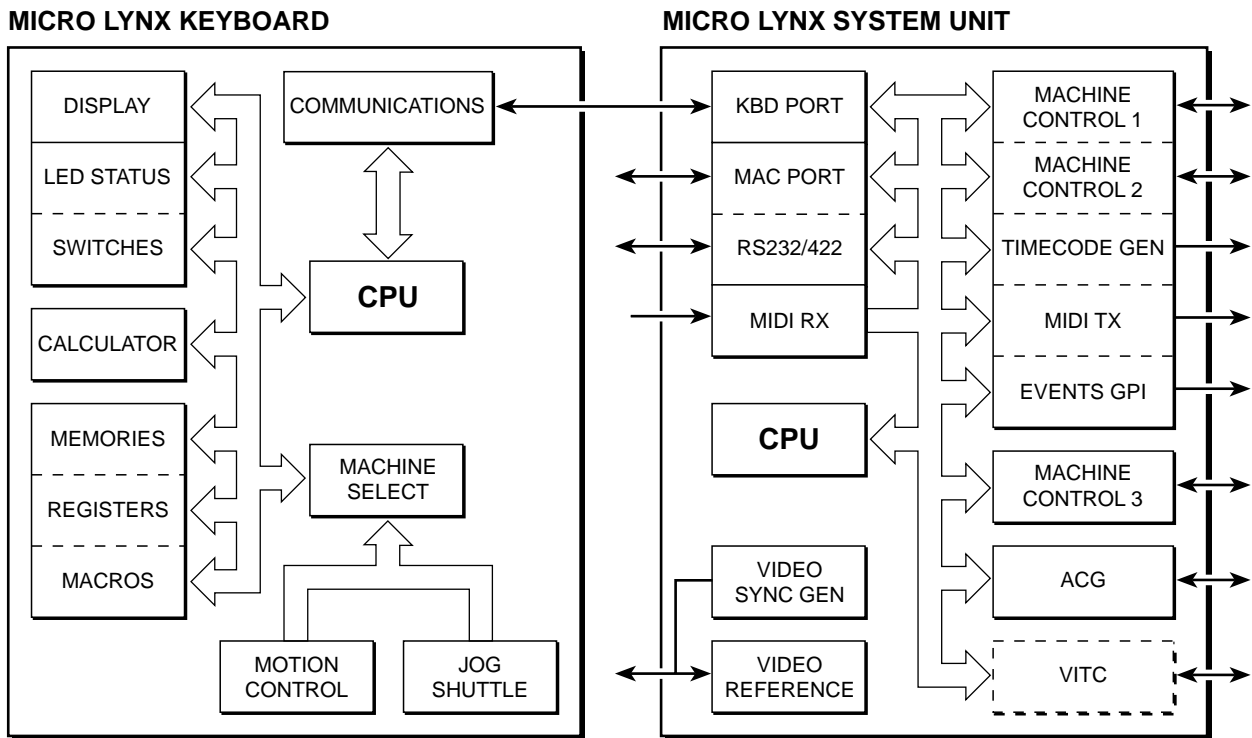 MICRO LYNX KEYBOARD
DISPLAY
LED STATUS
SWITCHES
CALCULATOR
MEMORIES
REGISTERS
MACROS
COMMUNICATIONS
CPU
MACHINE
SELECT
MOTION
CONTROL
JOG
SHUTTLE
MICRO LYNX SYSTEM UNIT
KBD PORT
MAC PORT
RS232/422
MIDI RX
CPU
VIDEO
SYNC GEN
VIDEO
REFERENCE
MACHINE
CONTROL 1
MACHINE
CONTROL 2
TIMECODE GEN
MIDI TX
EVENTS GPI
MACHINE
CONTROL 3
ACG
VITC